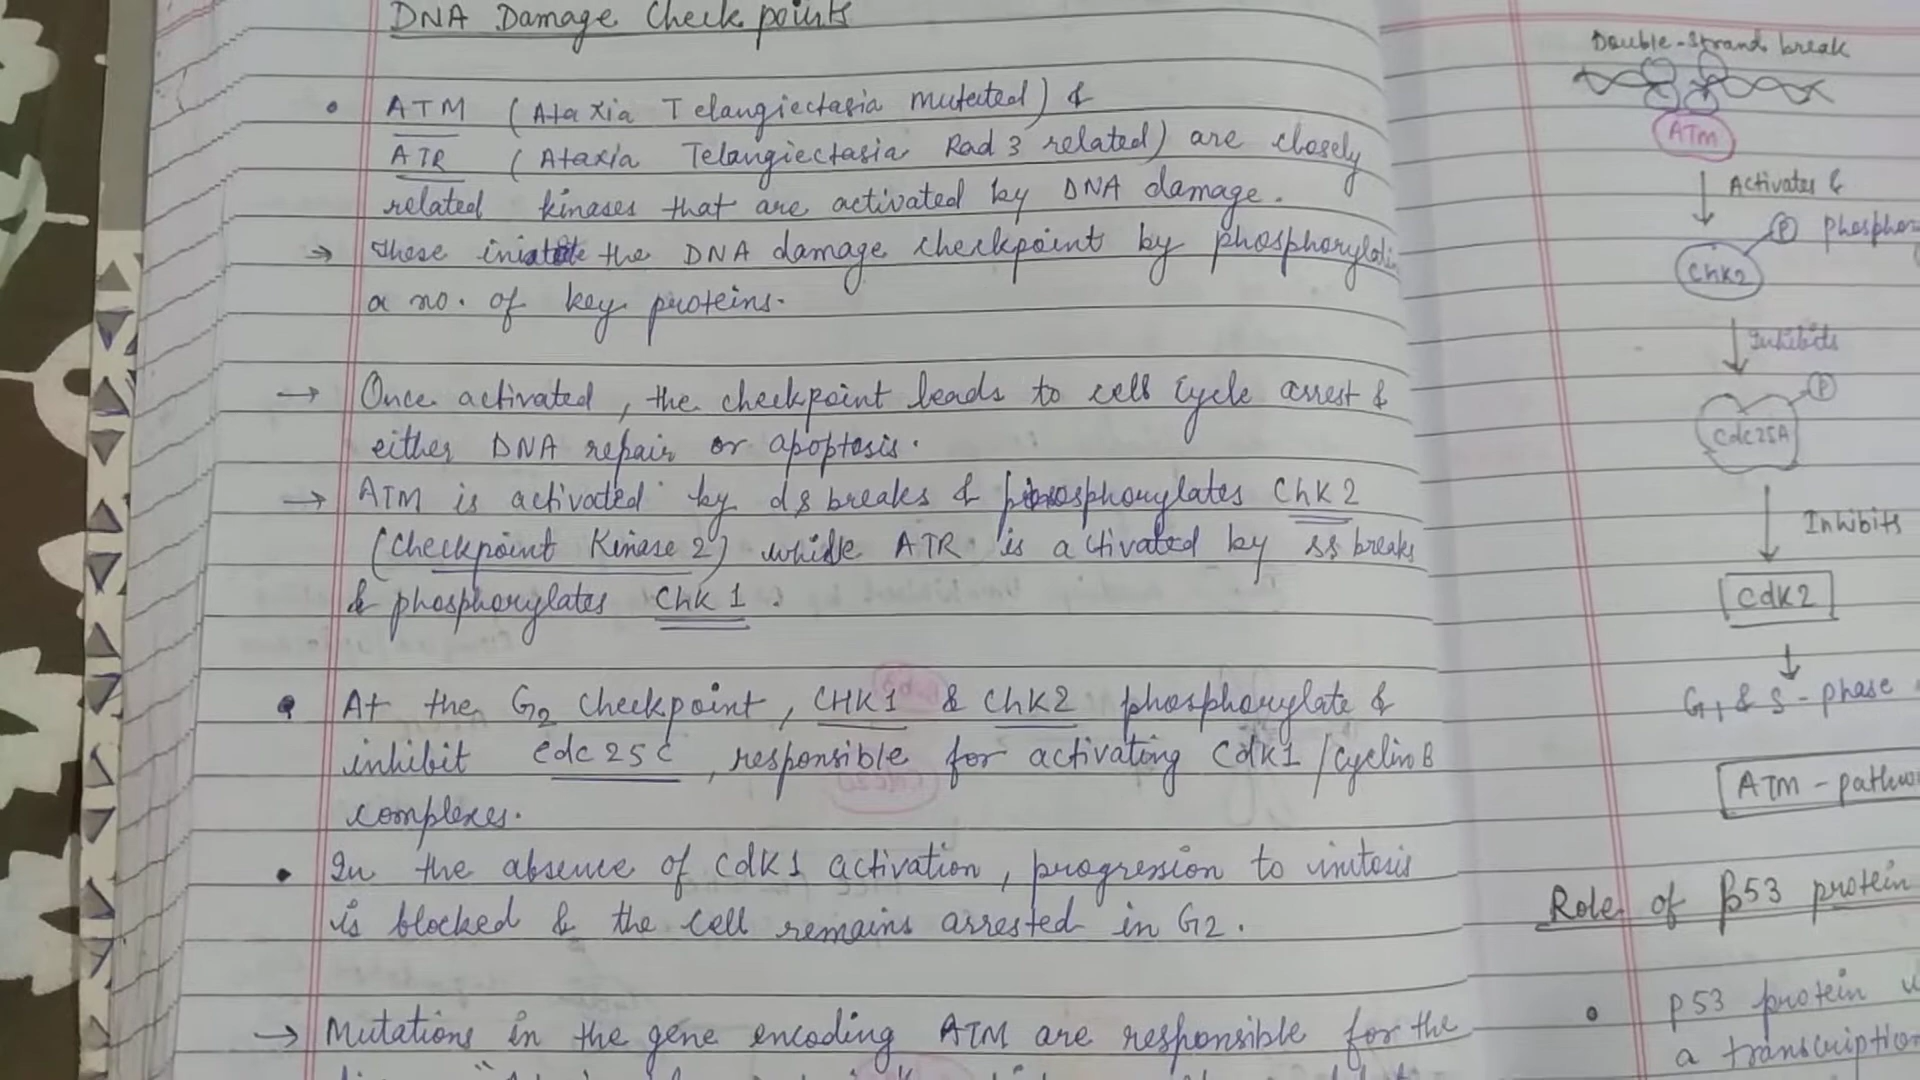 DNA Damage Check points
• ATM (Ataxia Telangiectasia mutated) &
ATR (Ataxia Telangiectasia Rad 3 related) are closely
related kinases that are activated by DNA damage.
→ these the DNA damage checkpoint by phosphorylati
a no. of key proteins.
→ Once activated, the checkpoint leads to cell cycle arrest &
either DNA repair or apoptosis.
→ ATM is activated by ds breaks & phosphorylates ChK2
(Checkpoint Kinase 2) while ATR is activated by ss breaks
& phosphorylates ChK 1.
• At the G2 checkpoint, CHK1 & ChK2 phosphorylate &
inhibit cdc 25 C, responsible for activating CdK1 / cyclin B
complexes.
• In the absence of CdK1 activation, progression to mitosis
is blocked & the cell remains arrested in G2.
→ Mutations in the gene encoding ATM are responsible for the
Double-Strand break
ATM
Activates &
P phosphor
ChK2
Inhibits
P
Cdc25A
Inhibits
CdK2
G1 & S-phase
ATM - pathw
Role of P53 protein
• P53 protein
a transcription